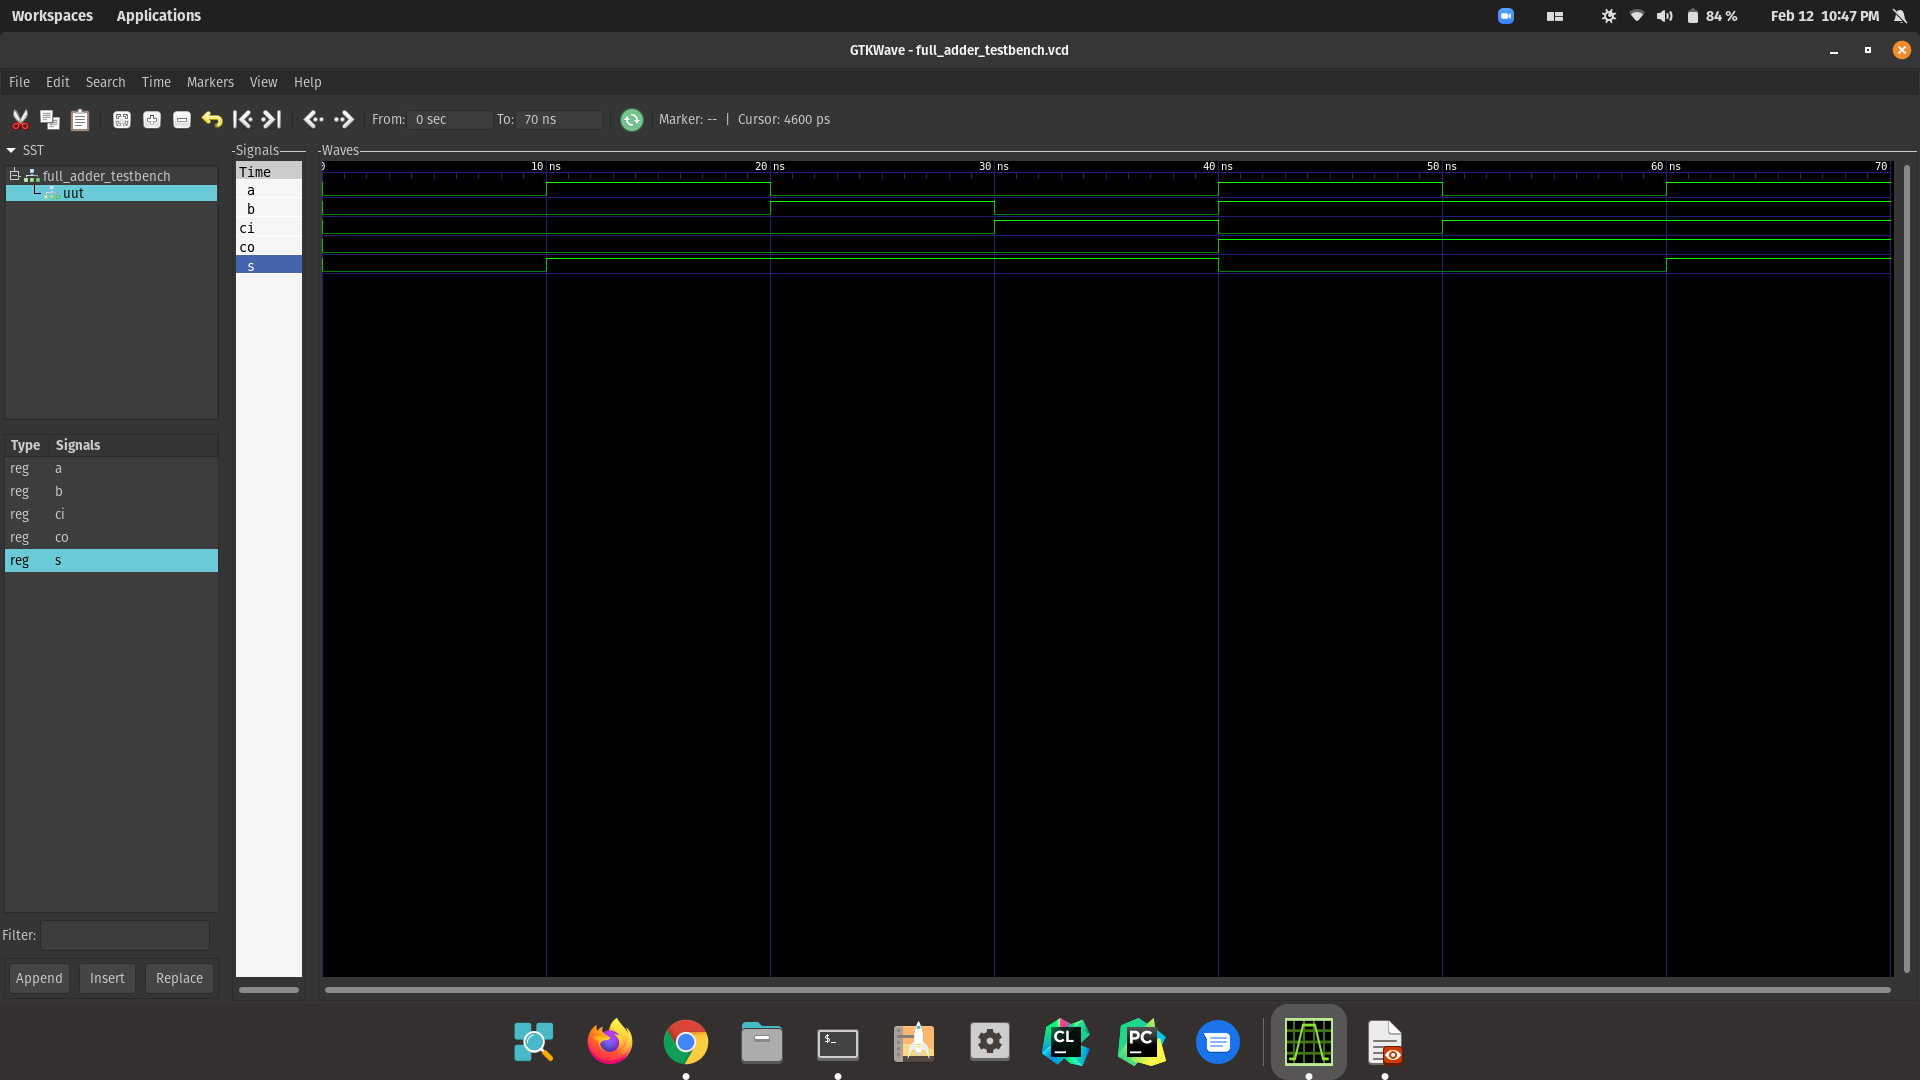 Workspaces Applications 84 % Feb 12 10:47 PM
GTKWave - full_adder_testbench.vcd
File Edit Search Time Markers View Help
From: 0 sec To: 70 ns Marker: -- | Cursor: 4600 ps
SST
full_adder_testbench
uut
Type Signals
reg a
reg b
reg ci
reg co
reg s
Filter:
Append Insert Replace
Signals
Time
a
b
ci
co
s
Waves
0 10 ns 20 ns 30 ns 40 ns 50 ns 60 ns 70
$_
CL
PC